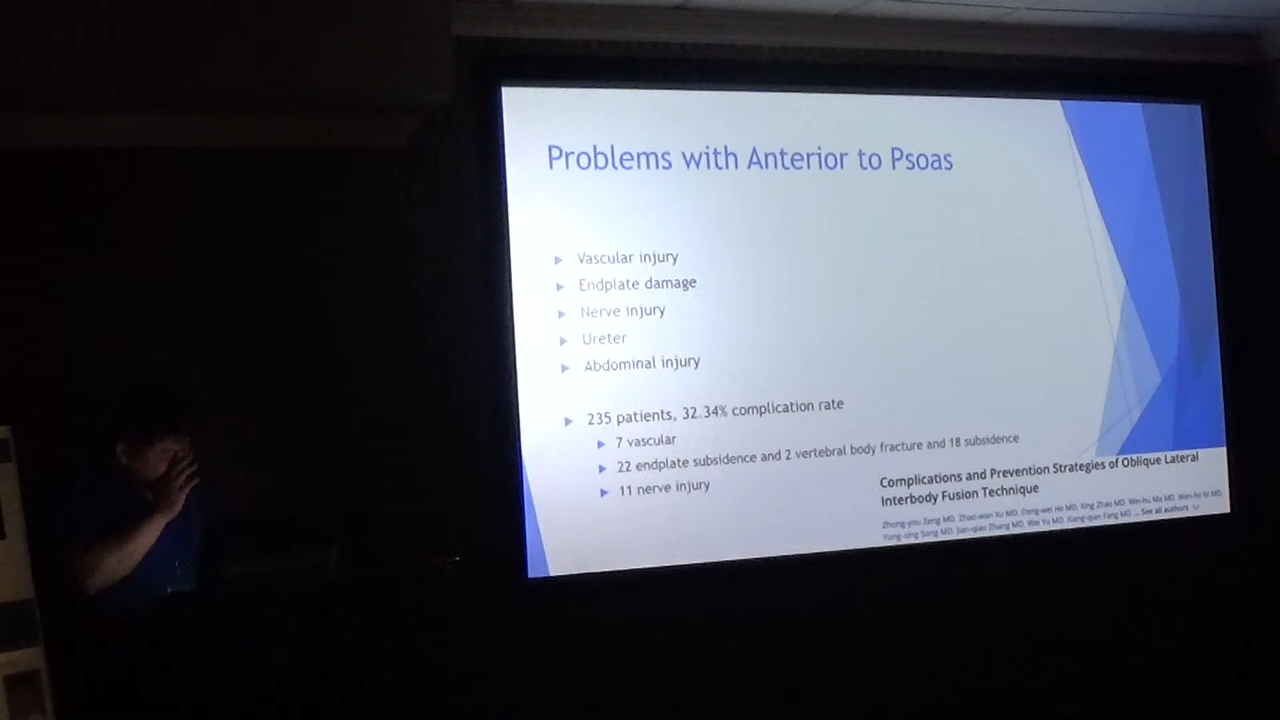 Problems with Anterior to Psoas
Vascular injury
Endplate damage
Nerve injury
Ureter
Abdominal injury
235 patients, 32.34% complication rate
7 vascular
22 endplate subsidence and 2 vertebral body fracture and 18 subsidence
11 nerve injury
Complications and Prevention Strategies of Oblique Lateral
Interbody Fusion Technique
Zhong-you Zeng MD, Zhao-wan Xu MD, Deng-wei He MD, Xing Zhao MD, Wei-hu Ma MD, Wen-fei Ni MD,
Yong-xing Song MD, Jian-qiao Zhang MD, Wei Yu MD, Xiang-qian Fang MD ... See all authors